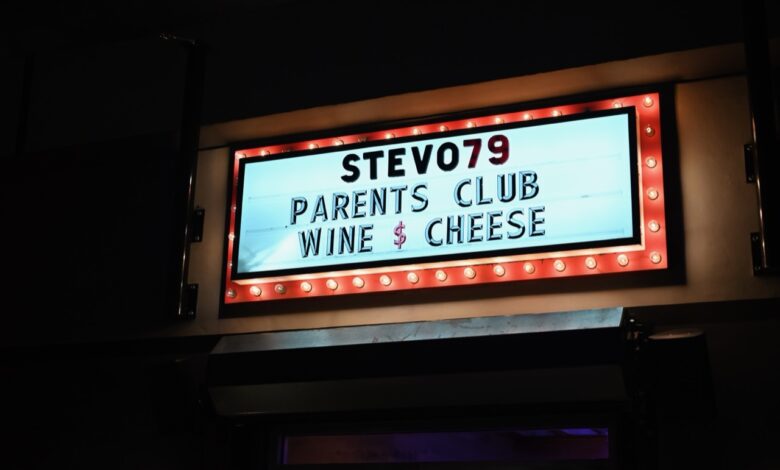 STEVO79
PARENTS CLUB
WINE $ CHEESE